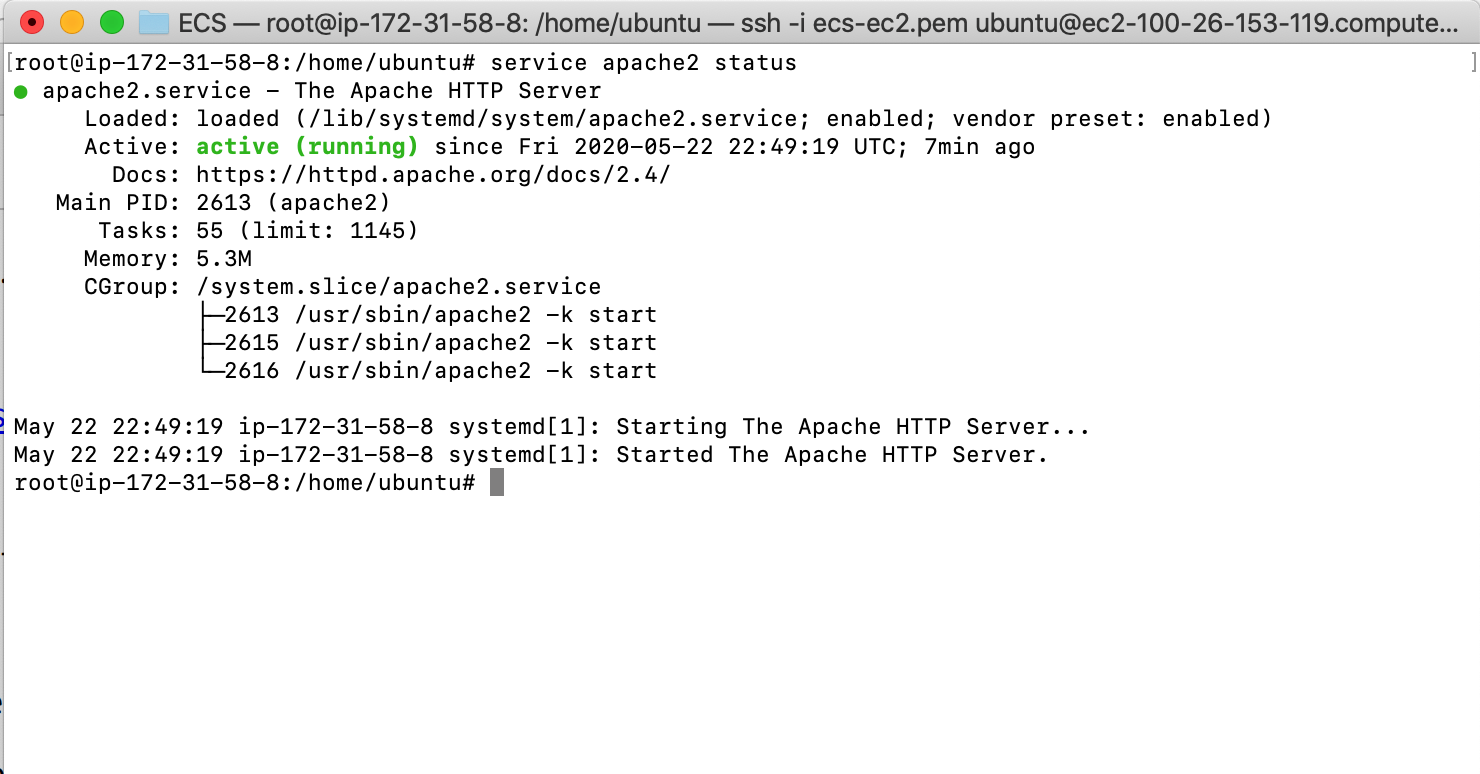 ECS — root@ip-172-31-58-8: /home/ubuntu — ssh -i ecs-ec2.pem ubuntu@ec2-100-26-153-119.compute...
[root@ip-172-31-58-8:/home/ubuntu# service apache2 status ]
● apache2.service - The Apache HTTP Server
     Loaded: loaded (/lib/systemd/system/apache2.service; enabled; vendor preset: enabled)
     Active: active (running) since Fri 2020-05-22 22:49:19 UTC; 7min ago
       Docs: https://httpd.apache.org/docs/2.4/
   Main PID: 2613 (apache2)
      Tasks: 55 (limit: 1145)
     Memory: 5.3M
     CGroup: /system.slice/apache2.service
             ├─2613 /usr/sbin/apache2 -k start
             ├─2615 /usr/sbin/apache2 -k start
             └─2616 /usr/sbin/apache2 -k start
May 22 22:49:19 ip-172-31-58-8 systemd[1]: Starting The Apache HTTP Server...
May 22 22:49:19 ip-172-31-58-8 systemd[1]: Started The Apache HTTP Server.
root@ip-172-31-58-8:/home/ubuntu#